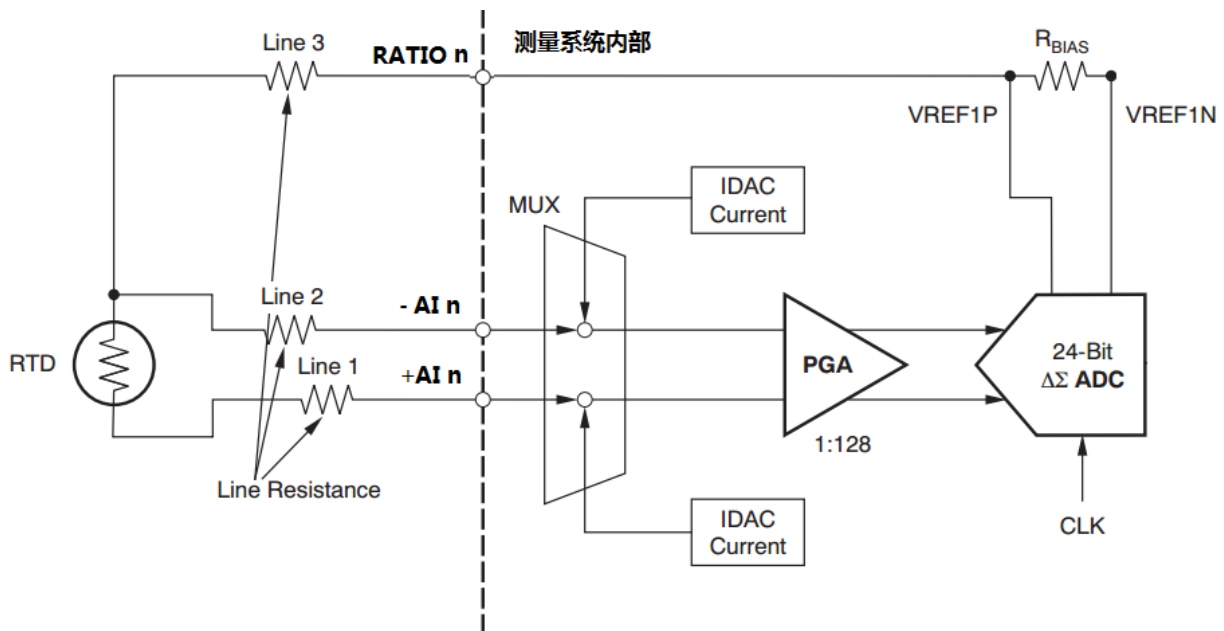 Line 3
RATIO n
测量系统内部
R_BIAS
VREF1P
VREF1N
IDAC
Current
MUX
Line 2
- AI n
RTD
Line 1
+AI n
PGA
1:128
24-Bit
ΔΣ ADC
Line Resistance
IDAC
Current
CLK